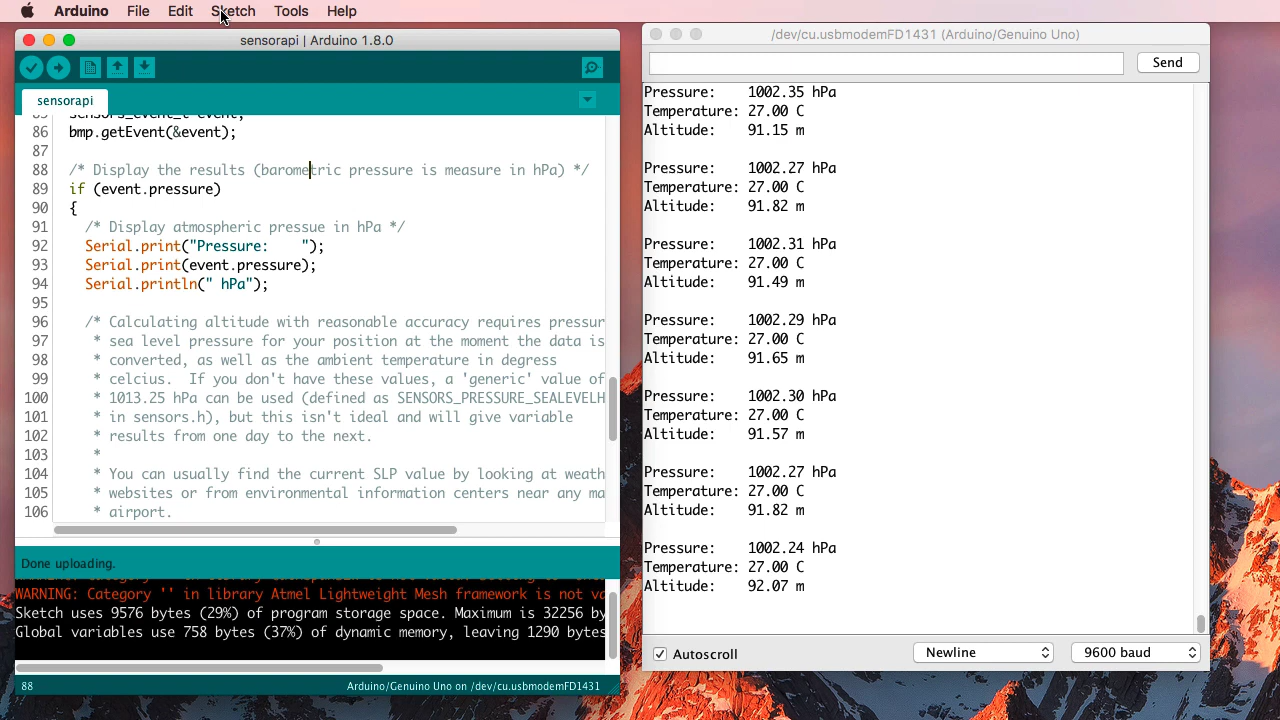 Arduino File Edit Sketch Tools Help
sensorapi | Arduino 1.8.0
sensorapi
86 bmp.getEvent(&event);
87
88 /* Display the results (barometric pressure is measure in hPa) */
89 if (event.pressure)
90 {
91 /* Display atmospheric pressue in hPa */
92 Serial.print("Pressure:    ");
93 Serial.print(event.pressure);
94 Serial.println(" hPa");
95
96 /* Calculating altitude with reasonable accuracy requires pressur
97 * sea level pressure for your position at the moment the data is
98 * converted, as well as the ambient temperature in degress
99 * celcius.  If you don't have these values, a 'generic' value of
100 * 1013.25 hPa can be used (defined as SENSORS_PRESSURE_SEALEVELH
101 * in sensors.h), but this isn't ideal and will give variable
102 * results from one day to the next.
103 *
104 * You can usually find the current SLP value by looking at weath
105 * websites or from environmental information centers near any ma
106 * airport.
Done uploading.
WARNING: Category '' in library Atmel Lightweight Mesh framework is not va
Sketch uses 9576 bytes (29%) of program storage space. Maximum is 32256 by
Global variables use 758 bytes (37%) of dynamic memory, leaving 1290 bytes
88 Arduino/Genuino Uno on /dev/cu.usbmodemFD1431
/dev/cu.usbmodemFD1431 (Arduino/Genuino Uno)
Send
Pressure: 1002.35 hPa
Temperature: 27.00 C
Altitude: 91.15 m
Pressure: 1002.27 hPa
Temperature: 27.00 C
Altitude: 91.82 m
Pressure: 1002.31 hPa
Temperature: 27.00 C
Altitude: 91.49 m
Pressure: 1002.29 hPa
Temperature: 27.00 C
Altitude: 91.65 m
Pressure: 1002.30 hPa
Temperature: 27.00 C
Altitude: 91.57 m
Pressure: 1002.27 hPa
Temperature: 27.00 C
Altitude: 91.82 m
Pressure: 1002.24 hPa
Temperature: 27.00 C
Altitude: 92.07 m
Autoscroll Newline 9600 baud